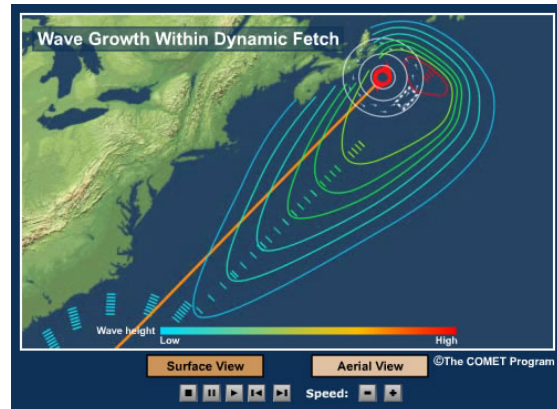 Wave Growth Within Dynamic Fetch
Wave height
Low
High
Surface View
Aerial View
©The COMET Program
Speed: